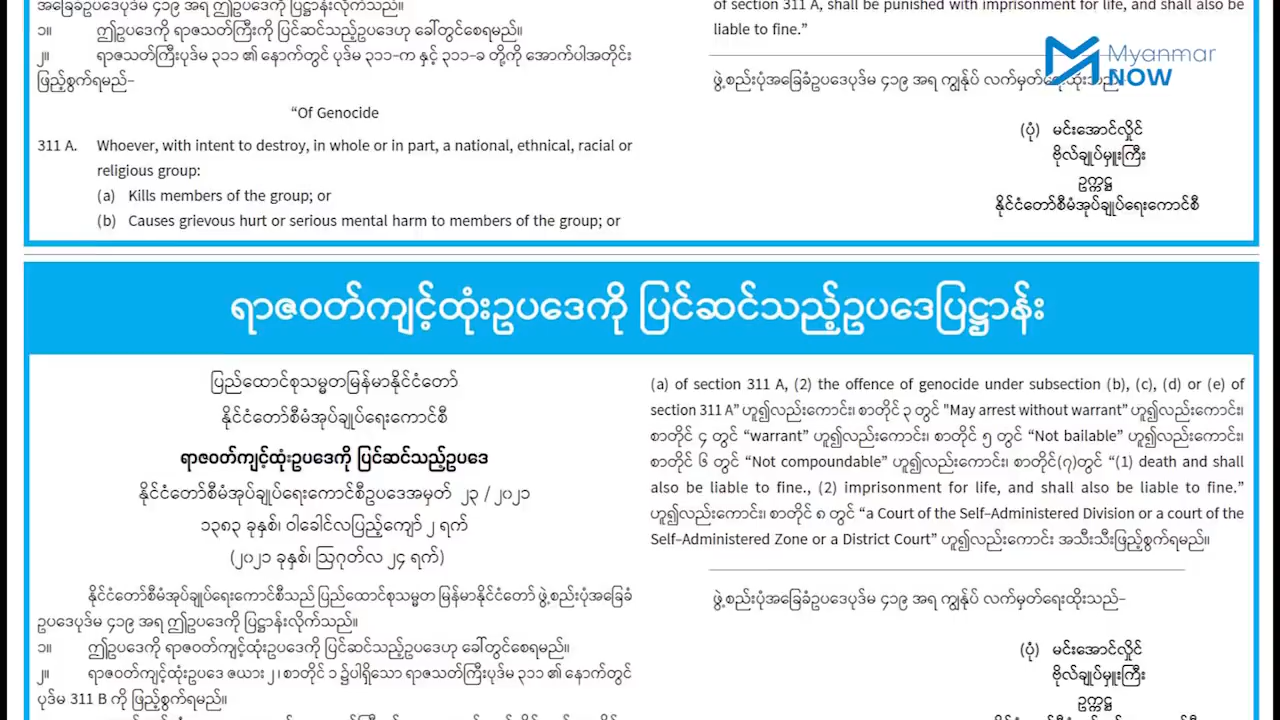 အခြေခံဥပဒေပုဒ်မ ၄၁၉ အရ ဤဥပဒေကို ပြဋ္ဌာန်းလိုက်သည်။
၁။ ဤဥပဒေကို ရာဇသတ်ကြီးကို ပြင်ဆင်သည့်ဥပဒေဟု ခေါ်တွင်စေရမည်။
၂။ ရာဇသတ်ကြီးပုဒ်မ ၃၁၁ ၏ နောက်တွင် ပုဒ်မ ၃၁၁-က နှင့် ၃၁၁-ခ တို့ကို အောက်ပါအတိုင်း
ဖြည့်စွက်ရမည်-
“Of Genocide
311 A. Whoever, with intent to destroy, in whole or in part, a national, ethnical, racial or
religious group:
(a) Kills members of the group; or
(b) Causes grievous hurt or serious mental harm to members of the group; or
of section 311 A, shall be punished with imprisonment for life, and shall also be
liable to fine.”
Myanmar
NOW
ဖွဲ့စည်းပုံအခြေခံဥပဒေပုဒ်မ ၄၁၉ အရ ကျွန်ုပ် လက်မှတ်ရေးထိုးသည်-
(ပုံ) မင်းအောင်လှိုင်
ဗိုလ်ချုပ်မှူးကြီး
ဥက္ကဋ္ဌ
နိုင်ငံတော်စီမံအုပ်ချုပ်ရေးကောင်စီ
ရာဇဝတ်ကျင့်ထုံးဥပဒေကို ပြင်ဆင်သည့်ဥပဒေပြဋ္ဌာန်း
ပြည်ထောင်စုသမ္မတမြန်မာနိုင်ငံတော်
နိုင်ငံတော်စီမံအုပ်ချုပ်ရေးကောင်စီ
ရာဇဝတ်ကျင့်ထုံးဥပဒေကို ပြင်ဆင်သည့်ဥပဒေ
နိုင်ငံတော်စီမံအုပ်ချုပ်ရေးကောင်စီဥပဒေအမှတ် ၂၃ / ၂၀၂၁
၁၃၈၃ ခုနှစ်၊ ဝါခေါင်လပြည့်ကျော် ၂ ရက်
(၂၀၂၁ ခုနှစ်၊ ဩဂုတ်လ ၂၄ ရက်)
နိုင်ငံတော်စီမံအုပ်ချုပ်ရေးကောင်စီသည် ပြည်ထောင်စုသမ္မတ မြန်မာနိုင်ငံတော် ဖွဲ့စည်းပုံအခြေခံ
ဥပဒေပုဒ်မ ၄၁၉ အရ ဤဥပဒေကို ပြဋ္ဌာန်းလိုက်သည်။
၁။ ဤဥပဒေကို ရာဇဝတ်ကျင့်ထုံးဥပဒေကို ပြင်ဆင်သည့်ဥပဒေဟု ခေါ်တွင်စေရမည်။
၂။ ရာဇဝတ်ကျင့်ထုံးဥပဒေ ဇယား ၂၊ စာတိုင် ၁ ၌ပါရှိသော ရာဇသတ်ကြီးပုဒ်မ ၃၁၁ ၏ နောက်တွင်
ပုဒ်မ 311 B ကို ဖြည့်စွက်ရမည်။
(a) of section 311 A, (2) the offence of genocide under subsection (b), (c), (d) or (e) of
section 311 A” ဟူ၍လည်းကောင်း၊ စာတိုင် ၃ တွင် "May arrest without warrant” ဟူ၍လည်းကောင်း၊
စာတိုင် ၄ တွင် “warrant” ဟူ၍လည်းကောင်း၊ စာတိုင် ၅ တွင် “Not bailable” ဟူ၍လည်းကောင်း၊
စာတိုင် ၆ တွင် “Not compoundable” ဟူ၍လည်းကောင်း၊ စာတိုင်(၇)တွင် “(1) death and shall
also be liable to fine., (2) imprisonment for life, and shall also be liable to fine.”
ဟူ၍လည်းကောင်း၊ စာတိုင် ၈ တွင် “a Court of the Self-Administered Division or a court of the
Self-Administered Zone or a District Court” ဟူ၍လည်းကောင်း အသီးသီးဖြည့်စွက်ရမည်။
ဖွဲ့စည်းပုံအခြေခံဥပဒေပုဒ်မ ၄၁၉ အရ ကျွန်ုပ် လက်မှတ်ရေးထိုးသည်-
(ပုံ) မင်းအောင်လှိုင်
ဗိုလ်ချုပ်မှူးကြီး
ဥက္ကဋ္ဌ